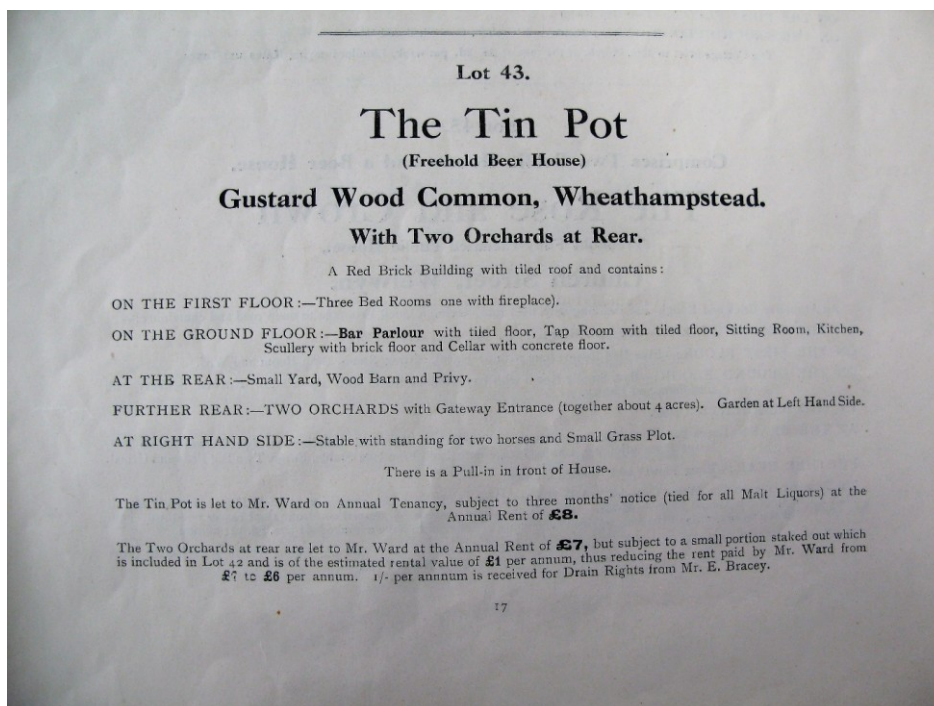 Lot 43.
The Tin Pot
(Freehold Beer House)
Gustard Wood Common, Wheathampstead.
With Two Orchards at Rear.
A Red Brick Building with tiled roof and contains:
ON THE FIRST FLOOR:—Three Bed Rooms one with fireplace).
ON THE GROUND FLOOR:—Bar Parlour with tiled floor, Tap Room with tiled floor, Sitting Room, Kitchen,
Scullery with brick floor and Cellar with concrete floor.
AT THE REAR:—Small Yard, Wood Barn and Privy.
FURTHER REAR:—TWO ORCHARDS with Gateway Entrance (together about 4 acres). Garden at Left Hand Side.
AT RIGHT HAND SIDE:—Stable with standing for two horses and Small Grass Plot.
There is a Pull-in in front of House.
The Tin Pot is let to Mr. Ward on Annual Tenancy, subject to three months' notice (tied for all Malt Liquors) at the
Annual Rent of £8.
The Two Orchards at rear are let to Mr. Ward at the Annual Rent of £7, but subject to a small portion staked out which
is included in Lot 42 and is of the estimated rental value of £1 per annum, thus reducing the rent paid by Mr. Ward from
£7 to £6 per annum. 1/- per annnum is received for Drain Rights from Mr. E. Bracey.
17